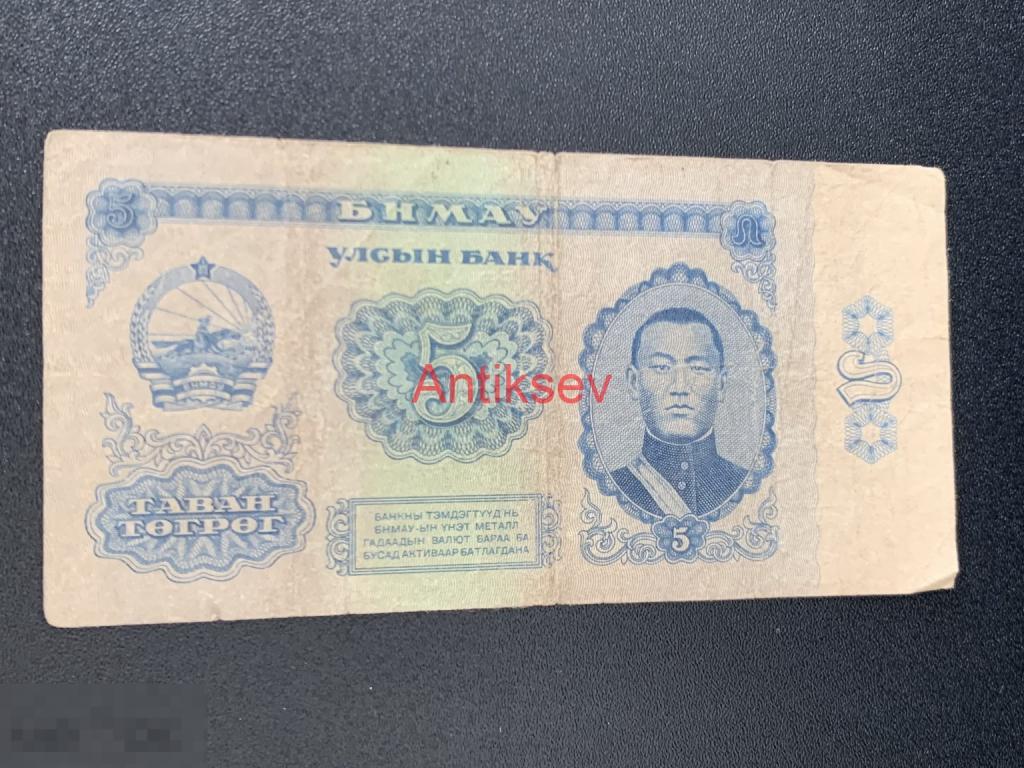 5
БНМАУ
УЛСЫН БАНК
БНМАУ
5
Antiksev
5
ТАВАН
ТӨГРӨГ
БАНКНЫ ТЭМДЭГТҮҮД НЬ
БНМАУ-ЫН ҮНЭТ МЕТАЛЛ
ГАДААДЫН ВАЛЮТ БАРАА БА
БУСАД АКТИВААР БАТЛАГДАНА
5